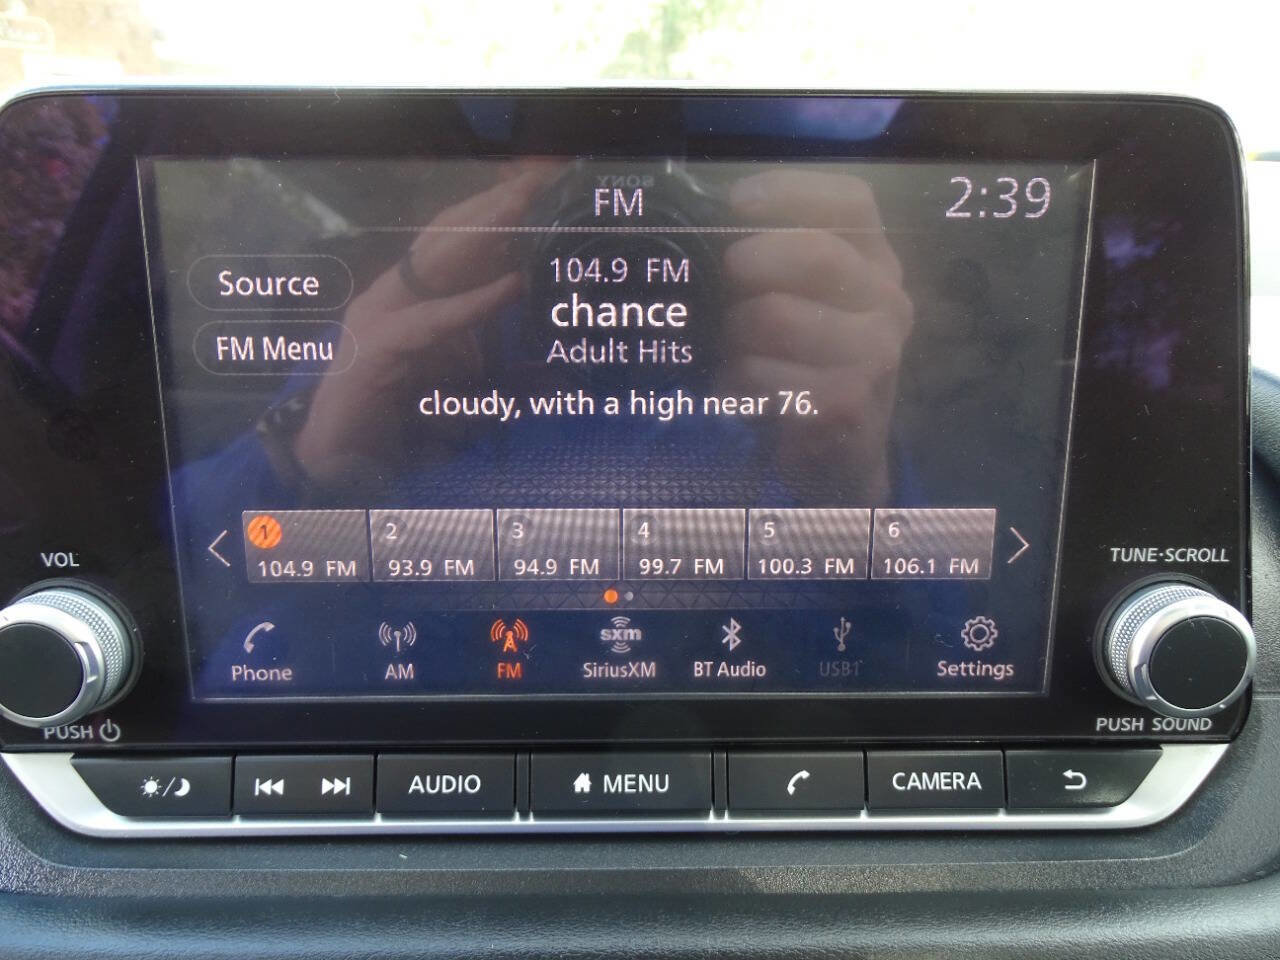 SONY
FM
2:39
Source
FM Menu
104.9 FM
chance
Adult Hits
cloudy, with a high near 76.
1
104.9 FM
2
93.9 FM
3
94.9 FM
4
99.7 FM
5
100.3 FM
6
106.1 FM
VOL
PUSH
TUNE·SCROLL
PUSH SOUND
Phone
AM
FM
sxm
SiriusXM
BT Audio
USB1
Settings
AUDIO
MENU
CAMERA